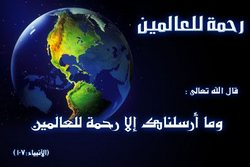 رحمة للعالمين
قال الله تعالى :
وما أرسلناك إلا رحمة للعالمين
(الأنبياء:١٠٧)